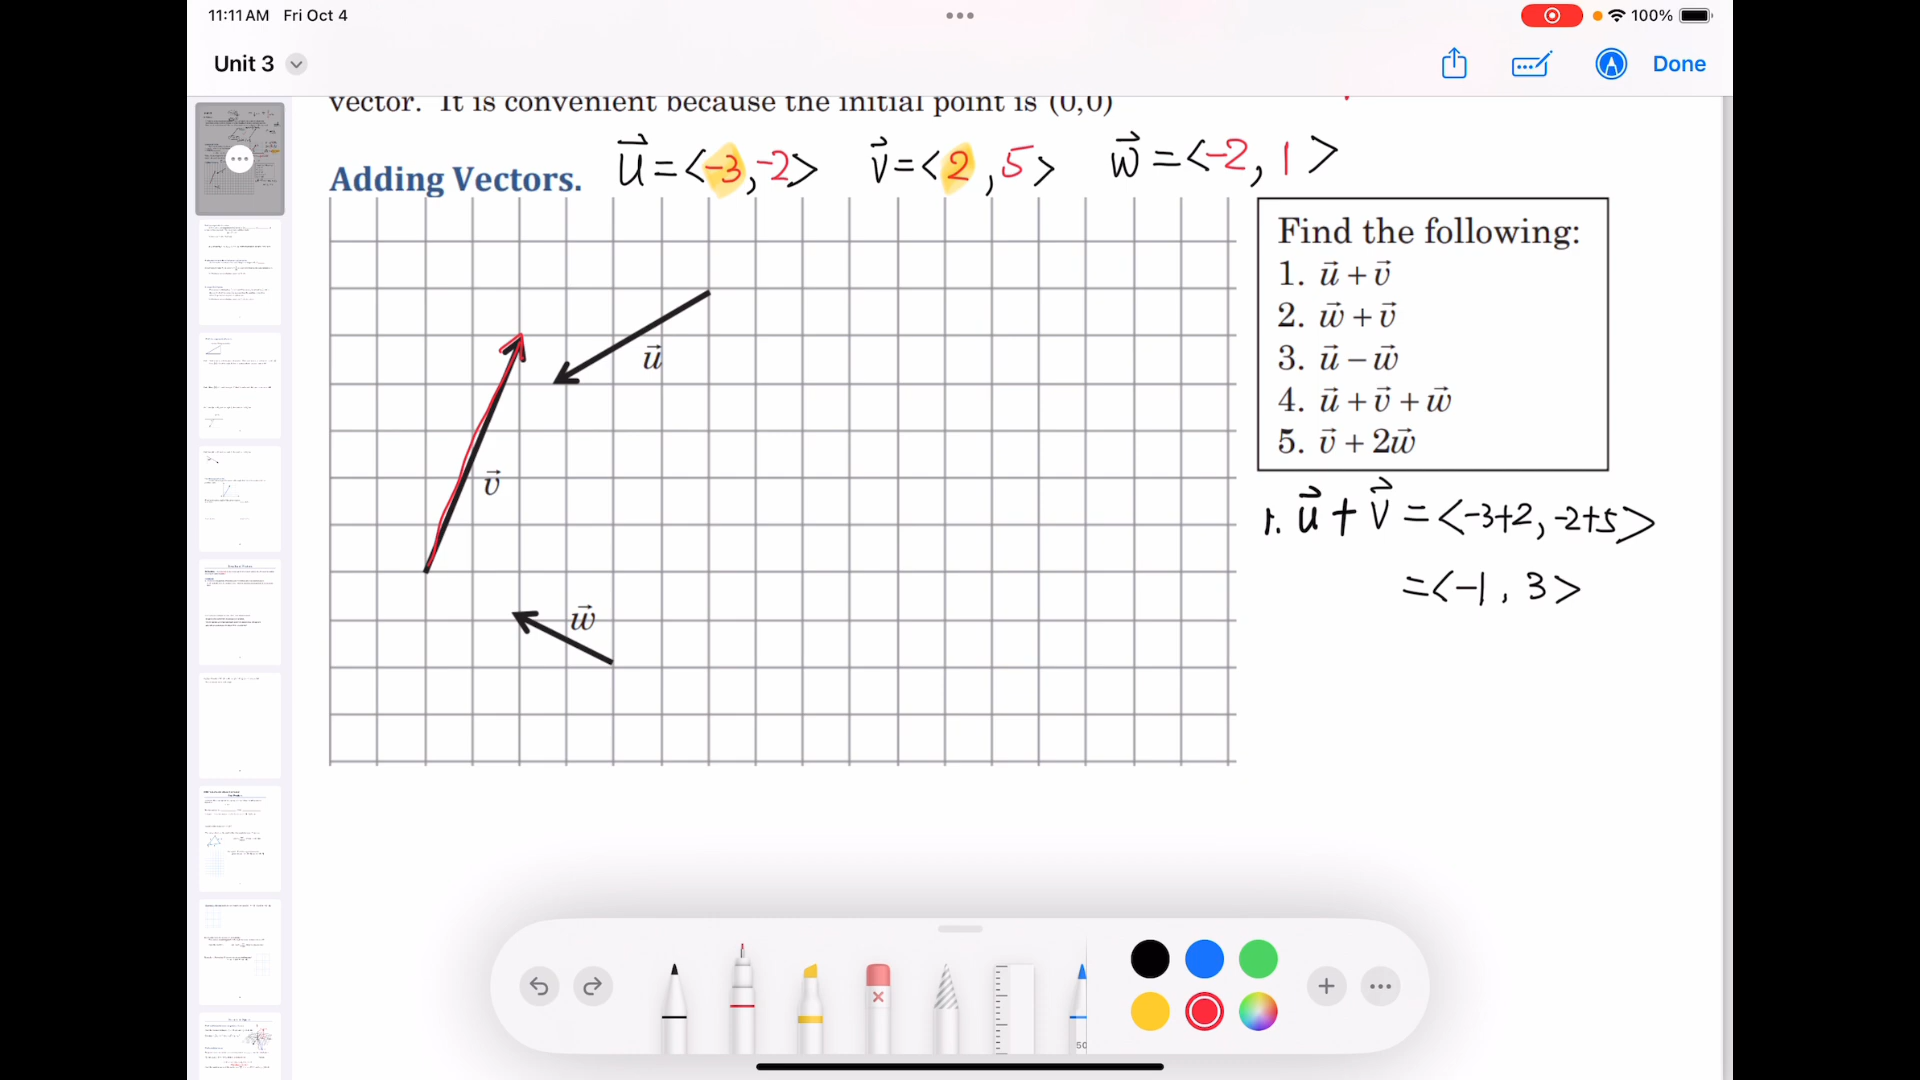 11:11 AM Fri Oct 4
100%
Unit 3
Done
vector. It is convenient because the initial point is (0,0)
Adding Vectors. u⃗ = <-3, -2> v⃗ = <2, 5> w⃗ = <-2, 1>
Find the following:
1. u⃗ + v⃗
2. w⃗ + v⃗
3. u⃗ − w⃗
4. u⃗ + v⃗ + w⃗
5. v⃗ + 2w⃗
u⃗
v⃗
w⃗
1. u⃗ + v⃗ = <-3+2, -2+5>
= <-1, 3>
50